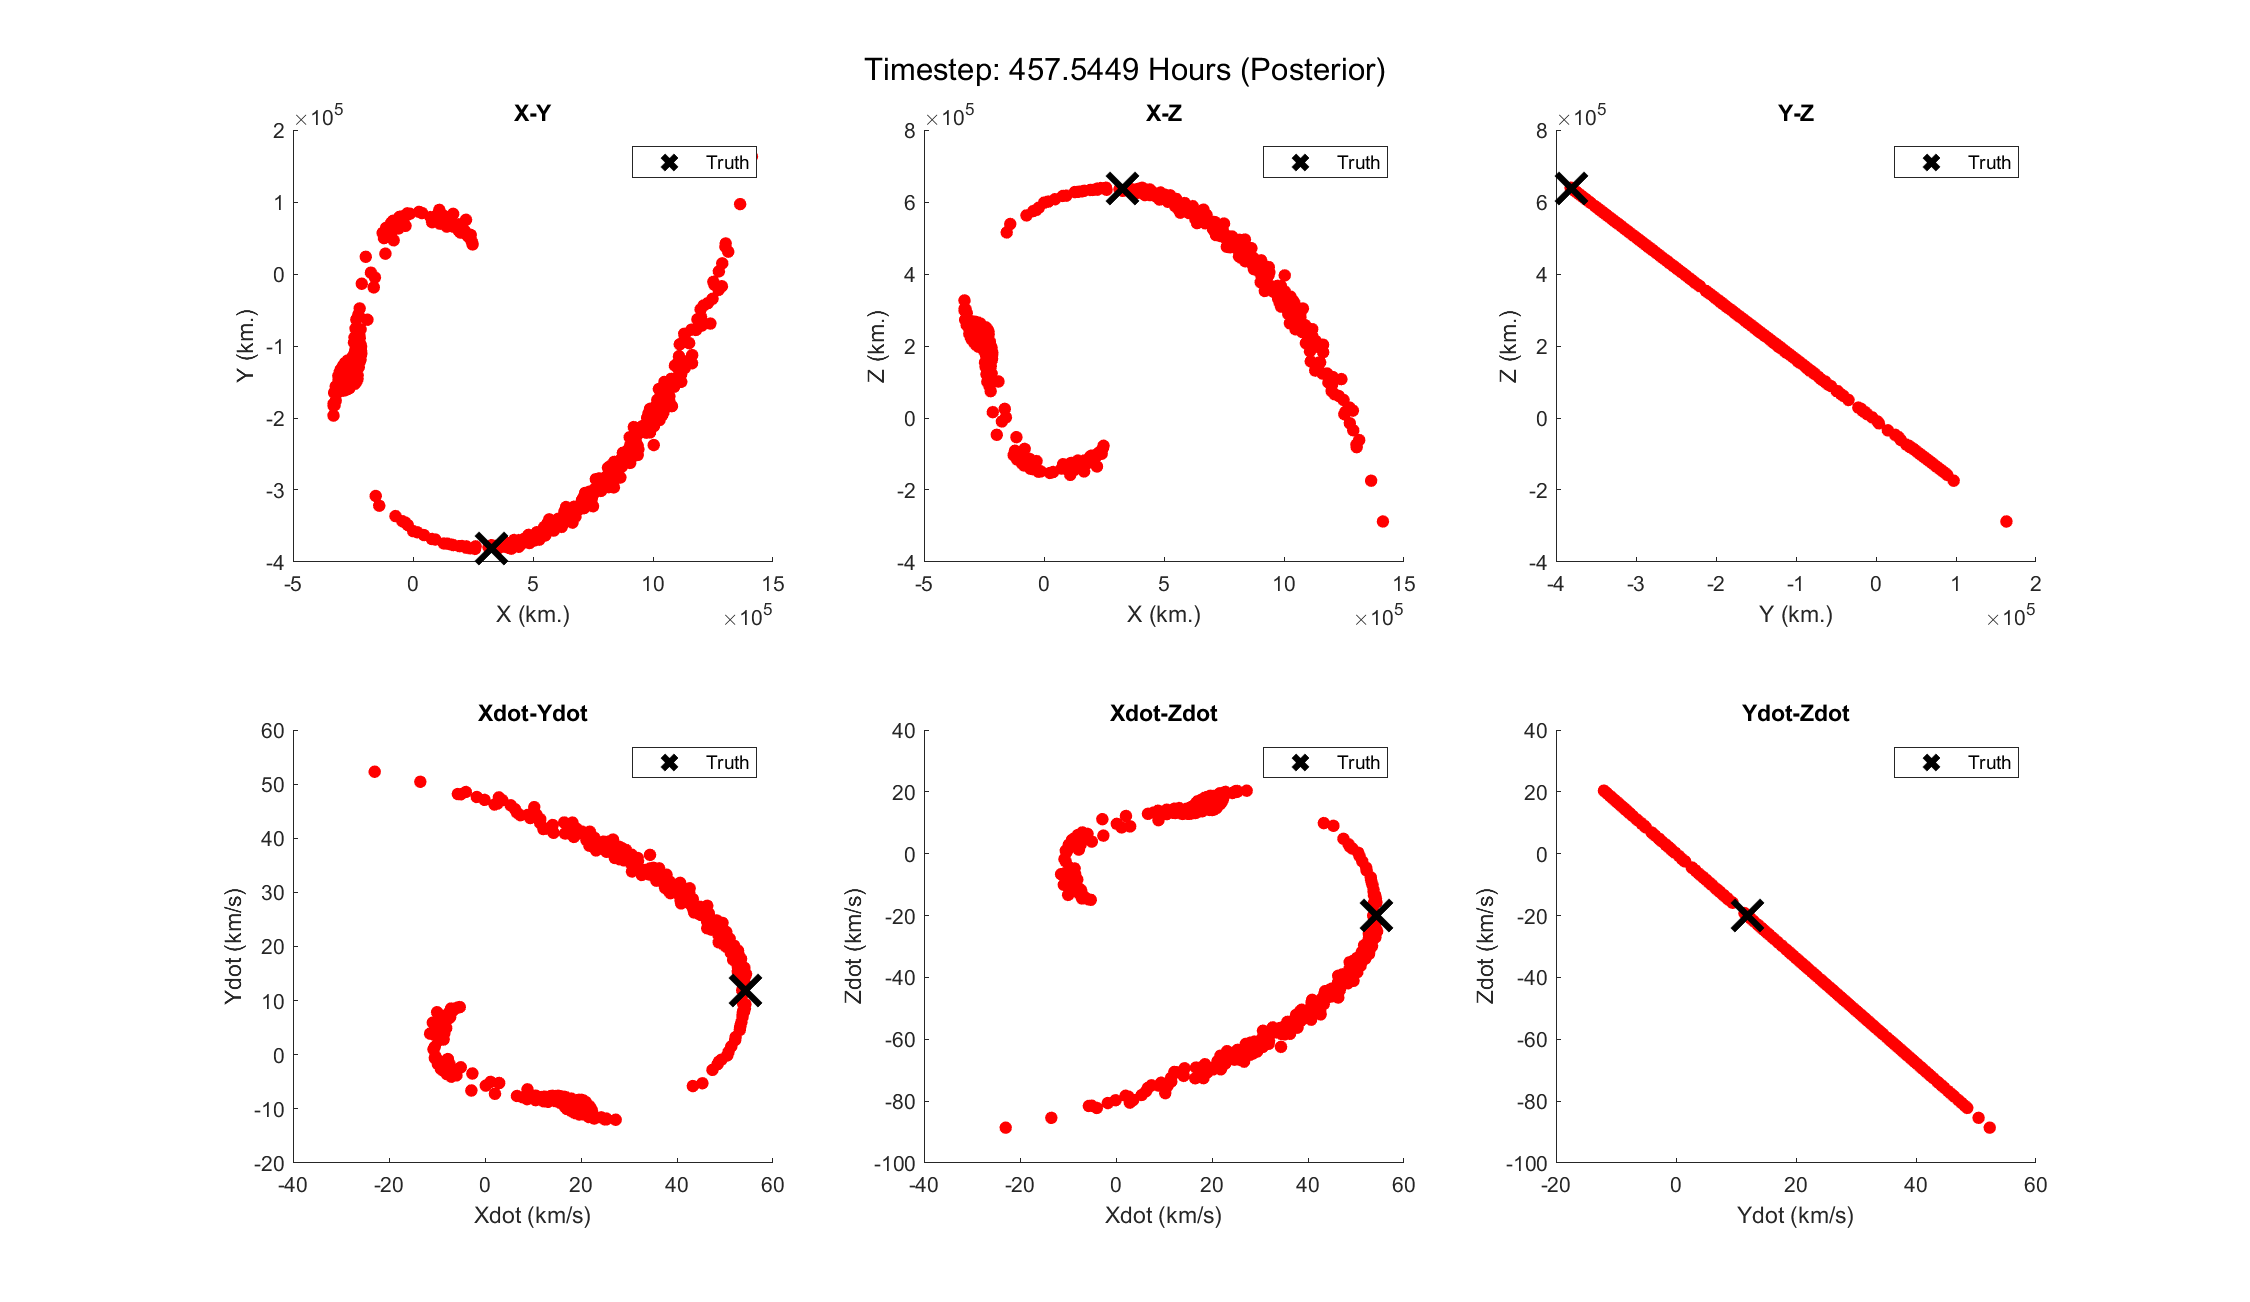 Timestep: 457.5449 Hours (Posterior)
X-Y
×10^5
2
1
0
-1
-2
-3
-4
Y (km.)
-5 0 5 10 15
X (km.)
×10^5
Truth
X-Z
×10^5
8
6
4
2
0
-2
-4
Z (km.)
-5 0 5 10 15
X (km.)
×10^5
Truth
Y-Z
×10^5
8
6
4
2
0
-2
-4
Z (km.)
-4 -3 -2 -1 0 1 2
Y (km.)
×10^5
Truth
Xdot-Ydot
60
50
40
30
20
10
0
-10
-20
Ydot (km/s)
-40 -20 0 20 40 60
Xdot (km/s)
Truth
Xdot-Zdot
40
20
0
-20
-40
-60
-80
-100
Zdot (km/s)
-40 -20 0 20 40 60
Xdot (km/s)
Truth
Ydot-Zdot
40
20
0
-20
-40
-60
-80
-100
Zdot (km/s)
-20 0 20 40 60
Ydot (km/s)
Truth